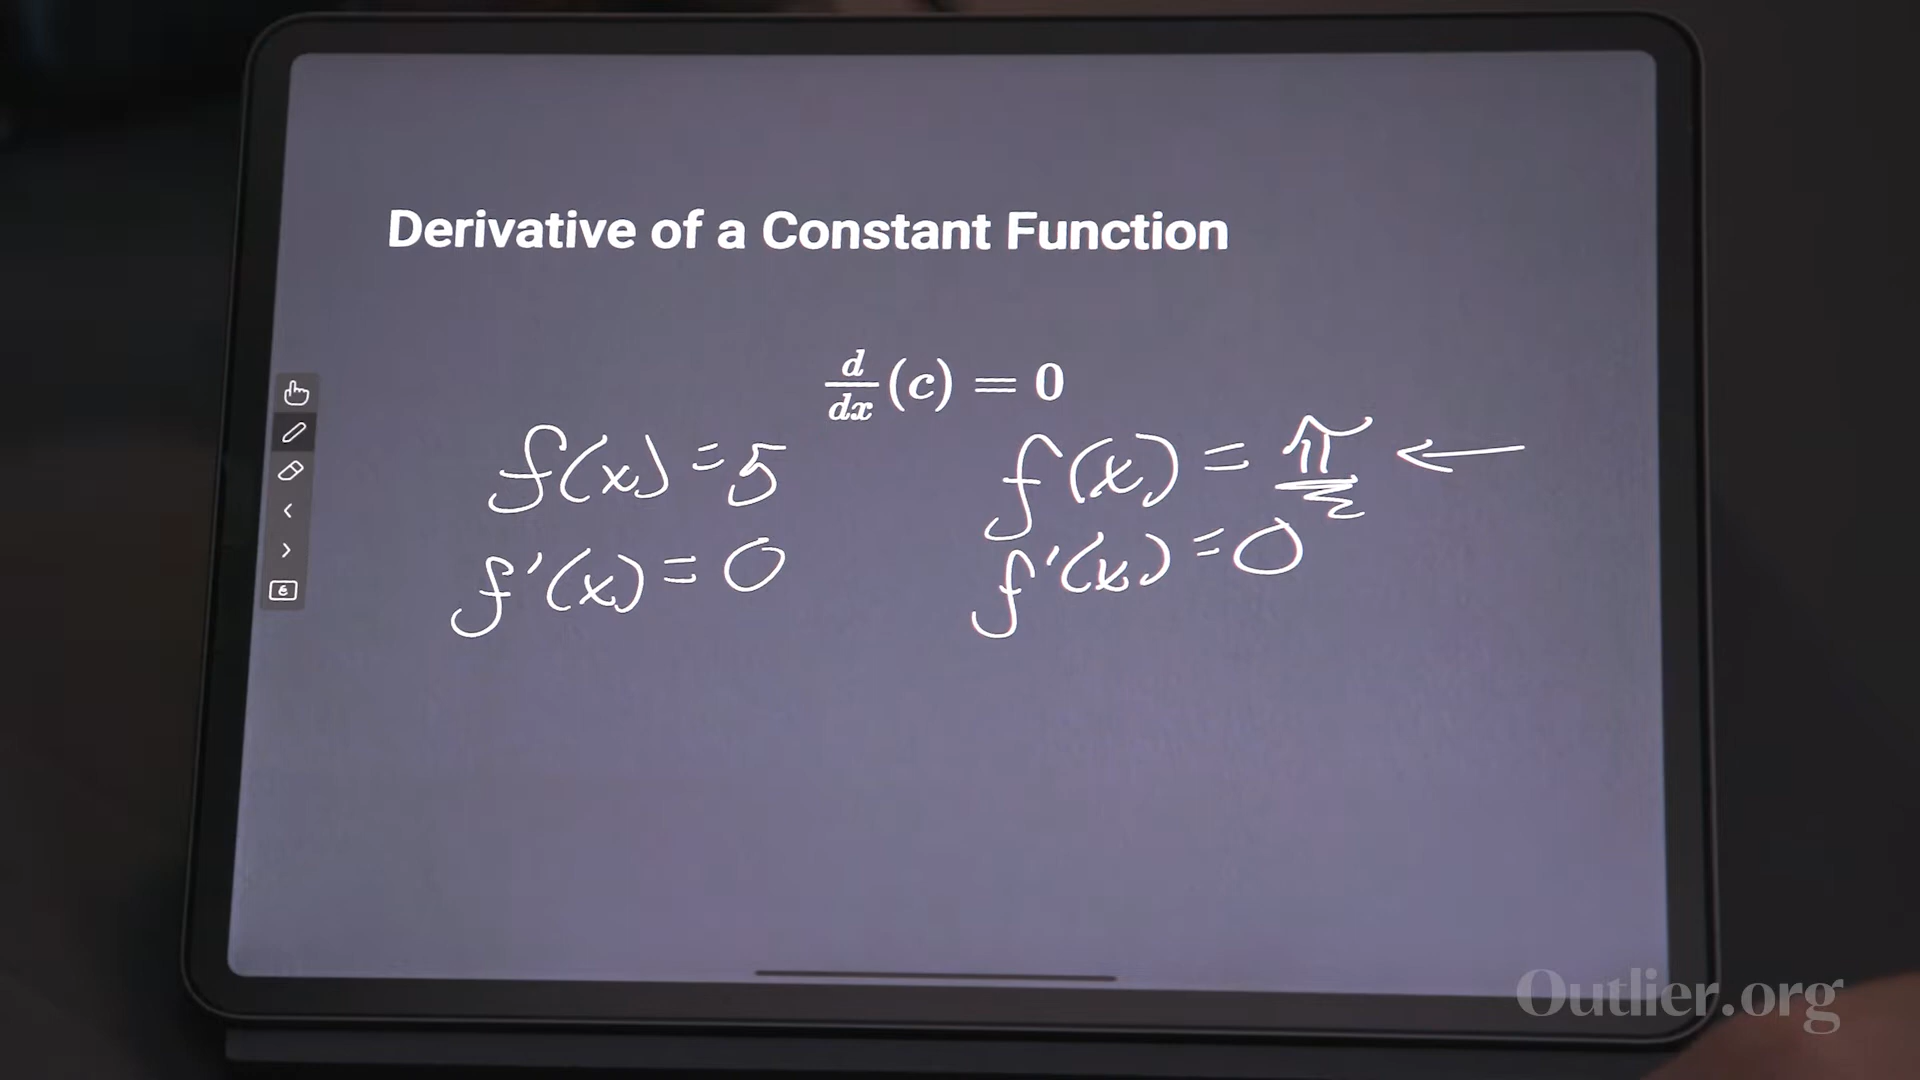 Derivative of a Constant Function
d/dx (c) = 0
f(x) = 5
f'(x) = 0
f(x) = π
f'(x) = 0
Outlier.org